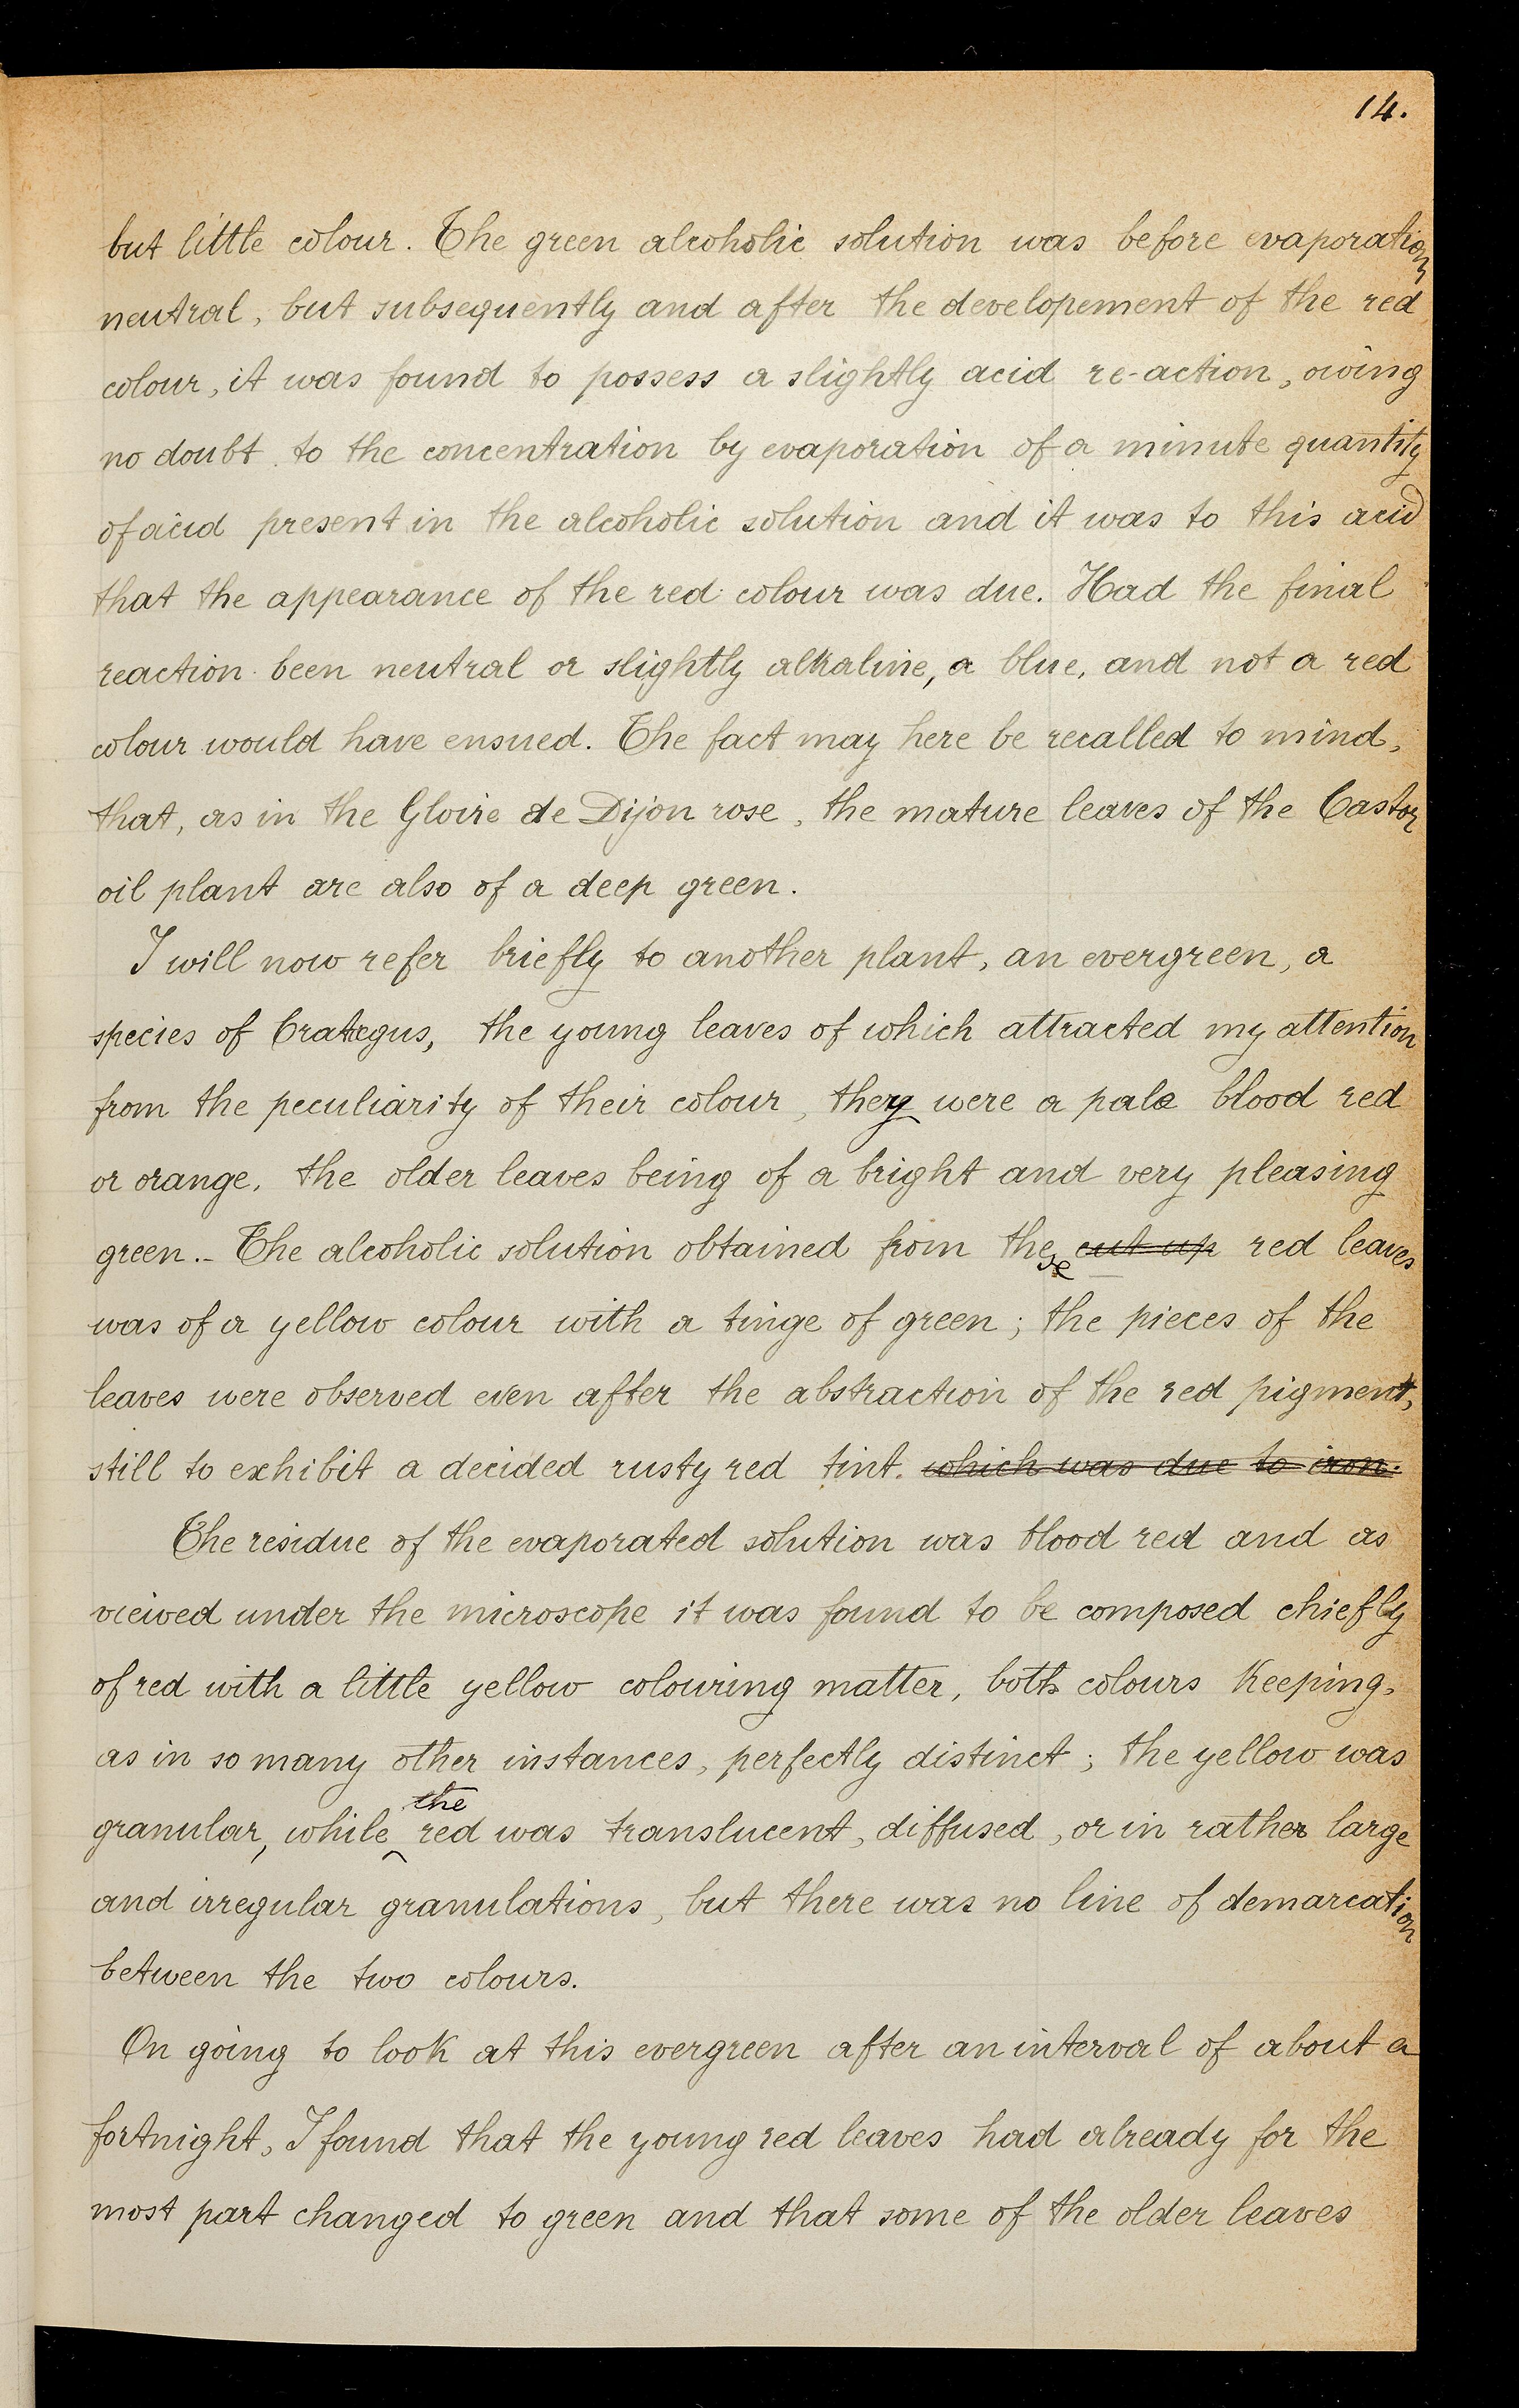 14.
but little colour. The green alcoholic solution was before evaporation
neutral, but subsequently and after the developement of the red
colour, it was found to possess a slightly acid re-action, owing
no doubt to the concentration by evaporation of a minute quantity
of acid present in the alcoholic solution and it was to this acid
that the appearance of the red colour was due. Had the final
reaction been neutral or slightly alkaline, a blue, and not a red
colour would have ensued. The fact may here be recalled to mind,
that, as in the Gloire de Dijon rose, the mature leaves of the Castor
oil plant are also of a deep green.
I will now refer briefly to another plant, an evergreen, a
species of Crataegus, the young leaves of which attracted my attention
from the peculiarity of their colour, they were a pale blood red
or orange, the older leaves being of a bright and very pleasing
green. - The alcoholic solution obtained from these cut up red leaves
was of a yellow colour with a tinge of green; the pieces of the
leaves were observed even after the abstraction of the red pigment,
still to exhibit a decided rusty red tint. which was due to iron.
The residue of the evaporated solution was blood red and as
viewed under the microscope it was found to be composed chiefly
of red with a little yellow colouring matter, both colours keeping,
as in so many other instances, perfectly distinct; the yellow was
granular, while the red was translucent, diffused, or in rather large
and irregular granulations, but there was no line of demarcation
between the two colours.
On going to look at this evergreen after an interval of about a
fortnight, I found that the young red leaves had already for the
most part changed to green and that some of the older leaves